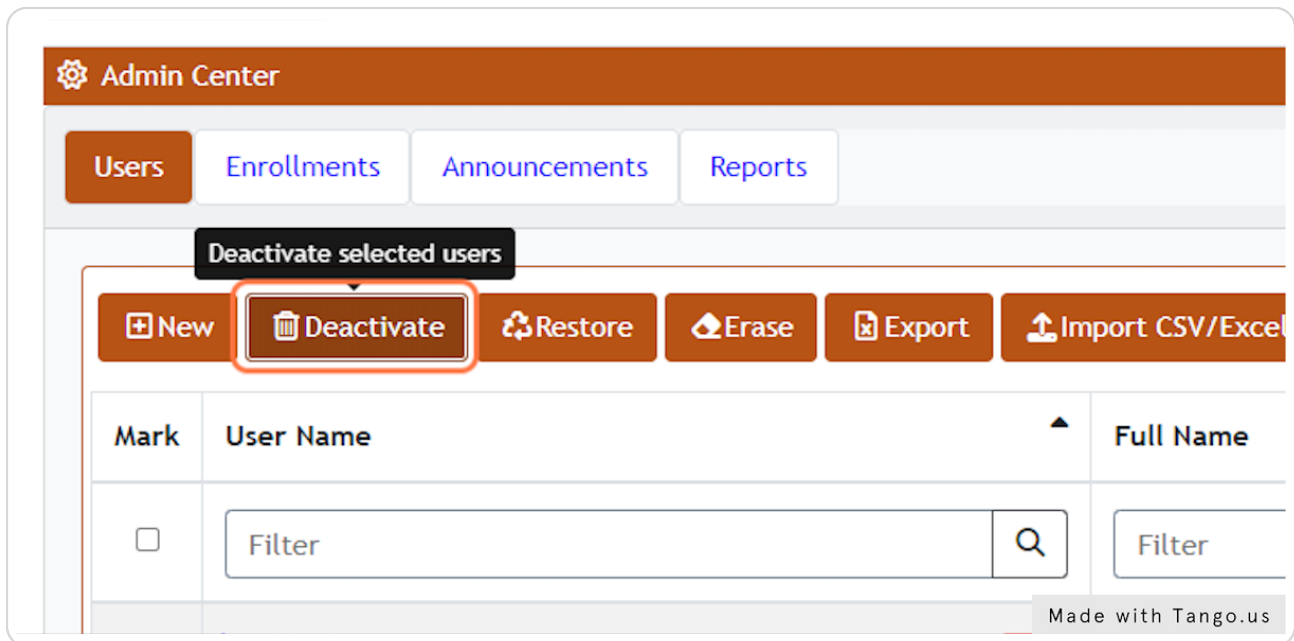 Admin Center
Users Enrollments Announcements Reports
Deactivate selected users
New Deactivate Restore Erase Export Import CSV/Excel
Mark User Name Full Name
Filter Filter
Made with Tango.us